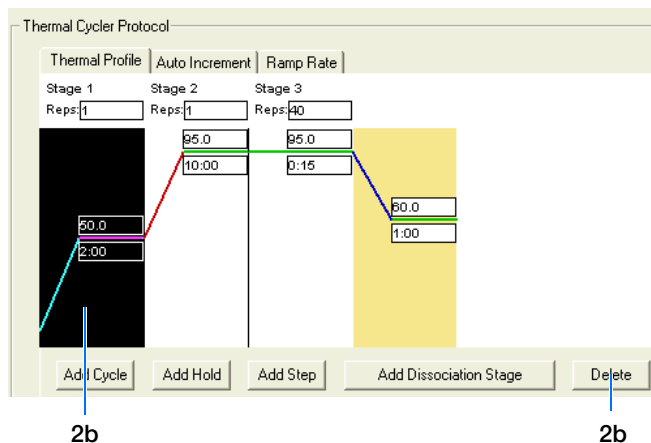 Thermal Cycler Protocol
Thermal Profile Auto Increment Ramp Rate
Stage 1 Stage 2 Stage 3
Reps: 1 Reps: 1 Reps: 40
95.0 95.0
10:00 0:15
60.0
50.0 1:00
2:00
Add Cycle Add Hold Add Step Add Dissociation Stage Delete
2b 2b